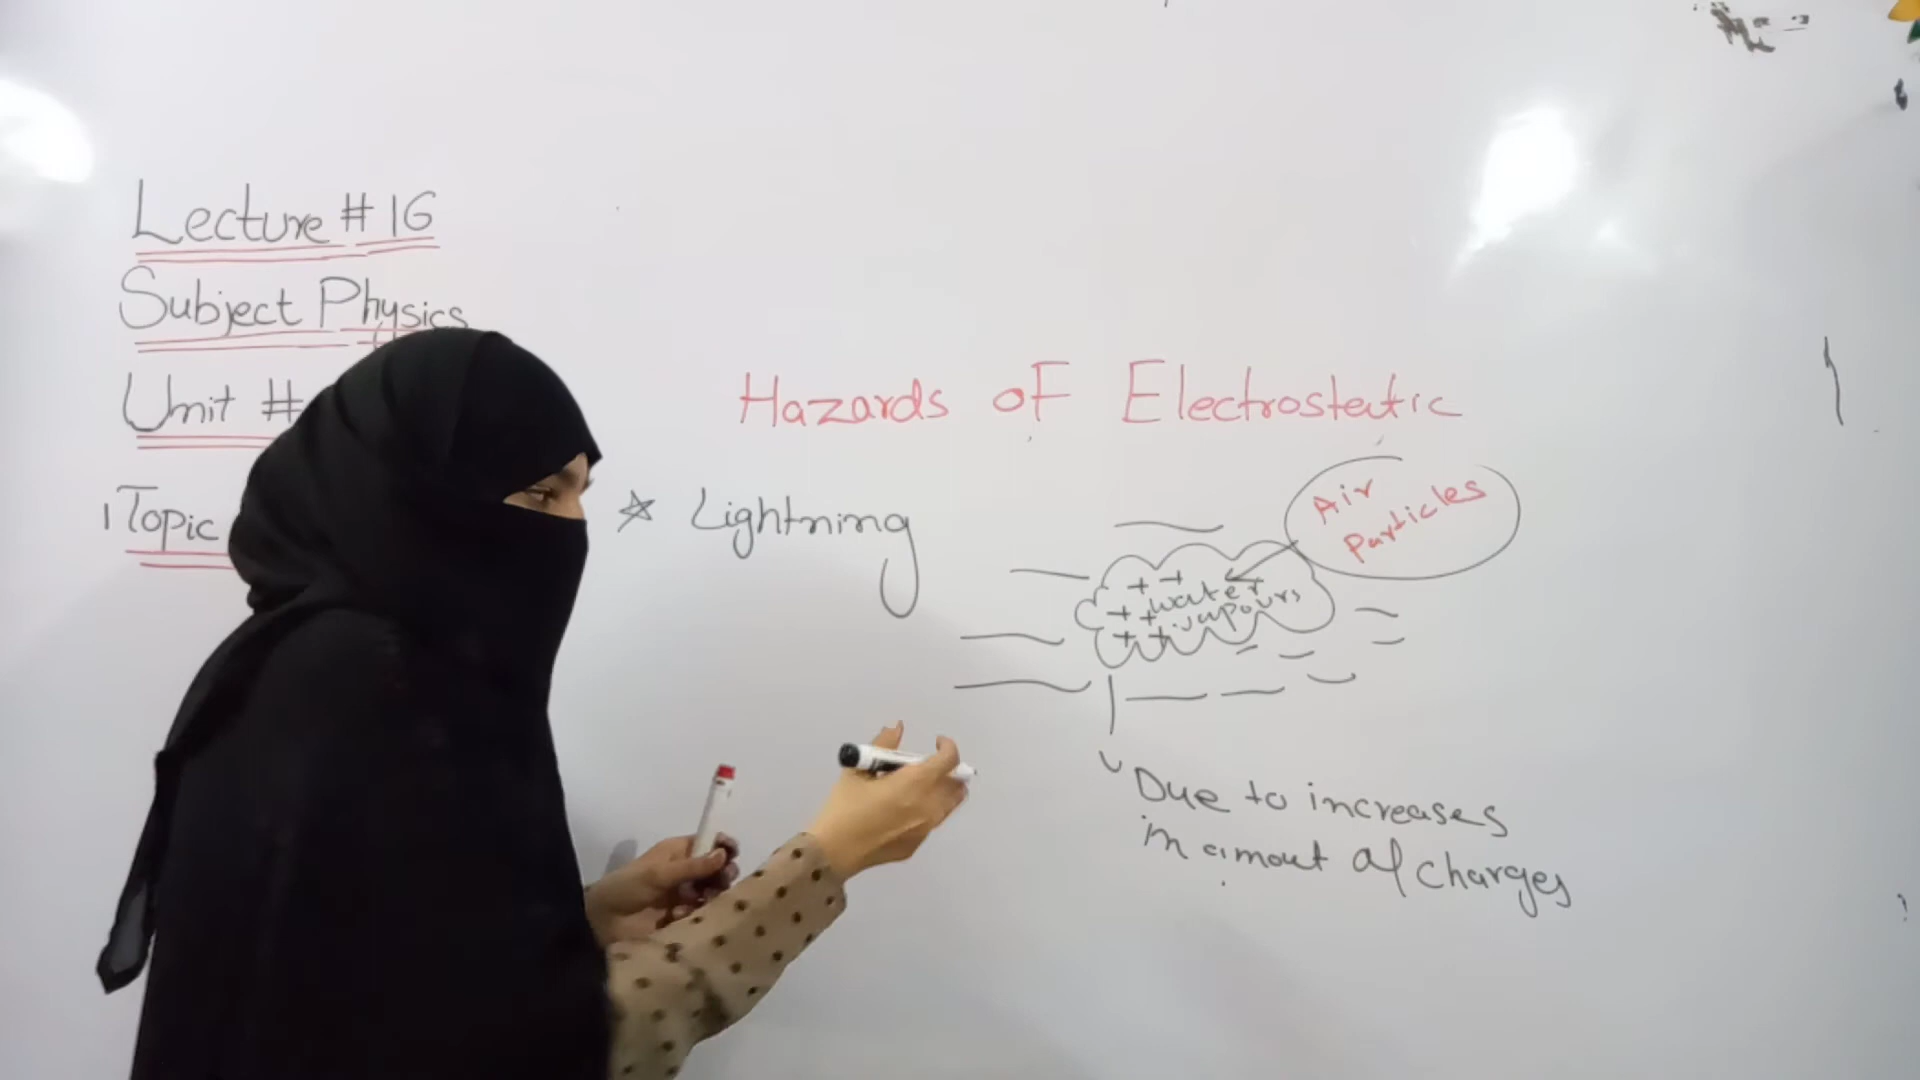 Lecture # 16
Subject Physics
Unit #
Topic
Hazards oF Electrostatic
☆ Lightning
Air
Particles
+ + water
+ + vapours
+ +
Due to increases
in amout of charges